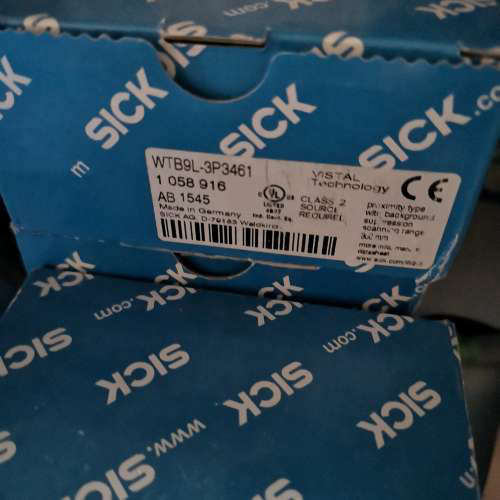 SICK
SICK
SICK
SICK
WTB9L-3P3461
1 058 916
AB 1545
Made in Germany
SICK AG, D-79183 Waldkirch
UL
LISTED
CLASS 2
SOURCE
REQUIRED
VISTAL
Technology
CE
proximity type
with background
suppression
scanning range
SICK
.com
SICK
SICK
.com
SICK
www.
SICK